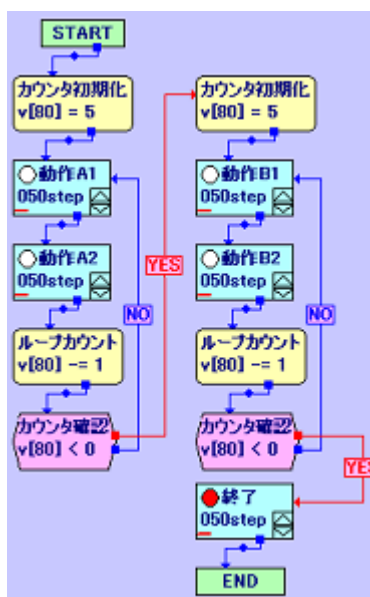 START
カウンタ初期化
v[80] = 5
動作A1
050step
動作A2
050step
ループカウント
v[80] -= 1
カウンタ確認
v[80] < 0
YES
NO
カウンタ初期化
v[80] = 5
動作B1
050step
動作B2
050step
ループカウント
v[80] -= 1
カウンタ確認
v[80] < 0
NO
YES
終了
050step
END